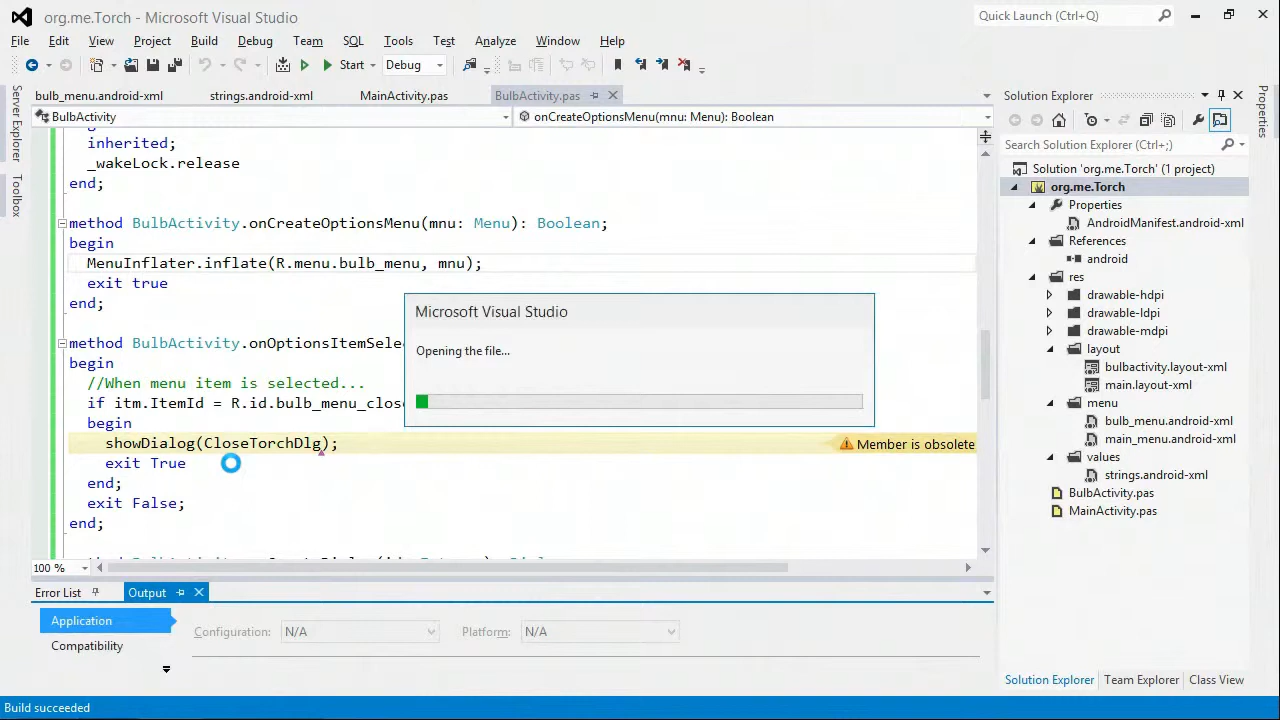 org.me.Torch - Microsoft Visual Studio
Quick Launch (Ctrl+Q)
File Edit View Project Build Debug Team SQL Tools Test Analyze Window Help
Start Debug
Server Explorer
Toolbox
bulb_menu.android-xml strings.android-xml MainActivity.pas BulbActivity.pas
BulbActivity onCreateOptionsMenu(mnu: Menu): Boolean
inherited;
_wakeLock.release
end;
method BulbActivity.onCreateOptionsMenu(mnu: Menu): Boolean;
begin
MenuInflater.inflate(R.menu.bulb_menu, mnu);
exit true
end;
method BulbActivity.onOptionsItemSelec
begin
//When menu item is selected...
if itm.ItemId = R.id.bulb_menu_close
begin
showDialog(CloseTorchDlg); Member is obsolete
exit True
end;
exit False;
end;
100 %
Microsoft Visual Studio
Opening the file...
Error List Output
Application
Compatibility
Configuration: N/A Platform: N/A
Build succeeded
Solution Explorer
Search Solution Explorer (Ctrl+;)
Solution 'org.me.Torch' (1 project)
org.me.Torch
Properties
AndroidManifest.android-xml
References
android
res
drawable-hdpi
drawable-ldpi
drawable-mdpi
layout
bulbactivity.layout-xml
main.layout-xml
menu
bulb_menu.android-xml
main_menu.android-xml
values
strings.android-xml
BulbActivity.pas
MainActivity.pas
Solution Explorer Team Explorer Class View
Properties